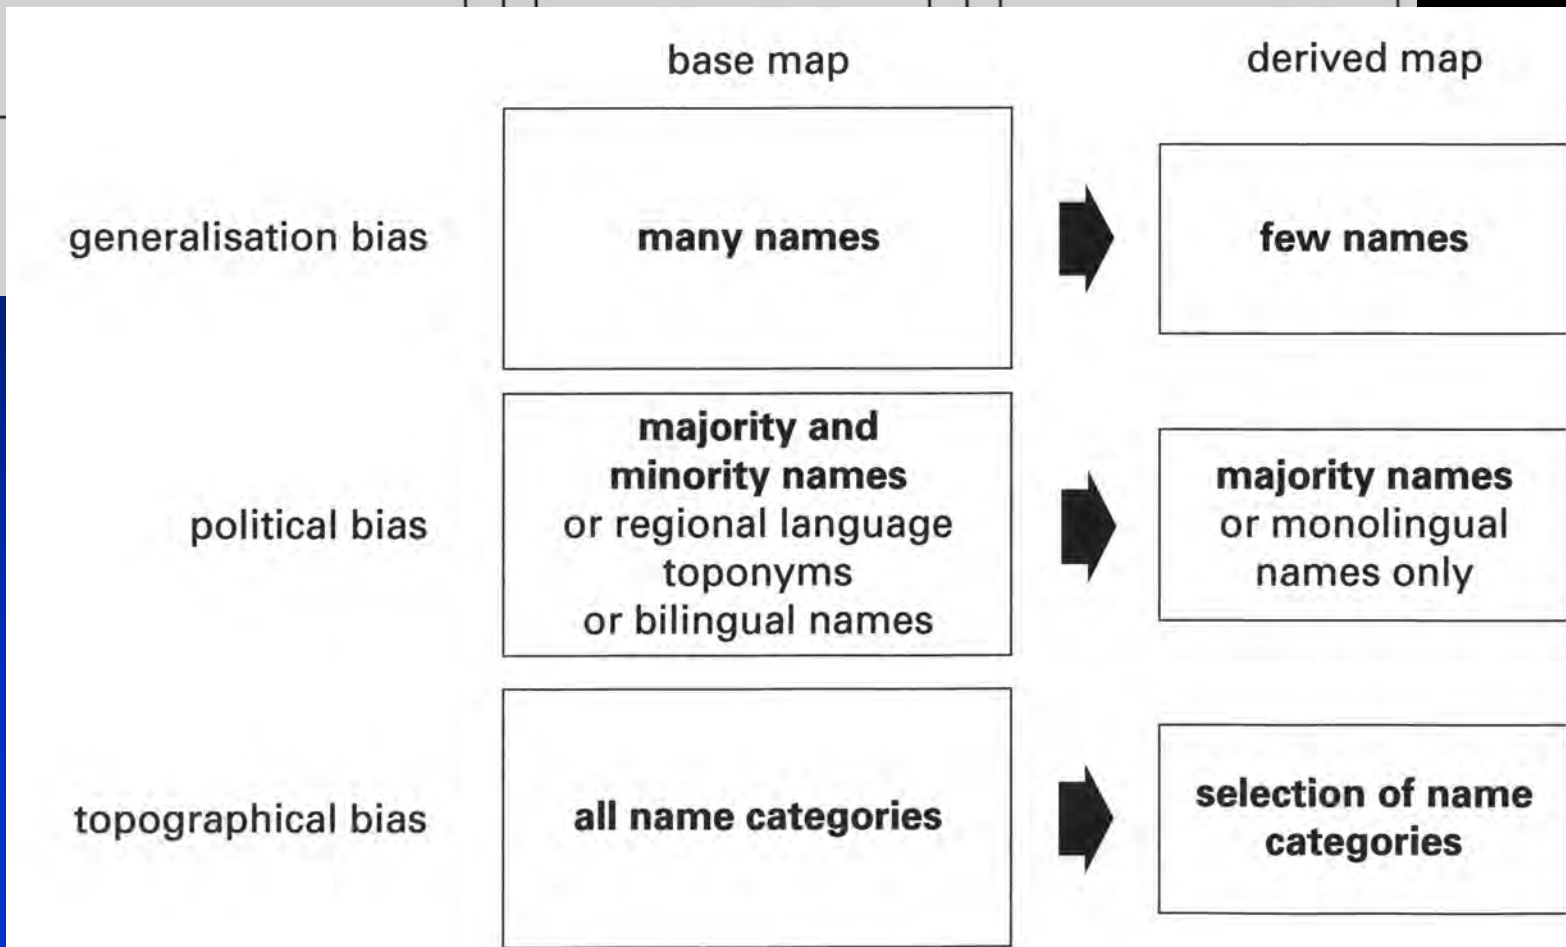 base map
derived map
generalisation bias
many names
few names
political bias
majority and
minority names
or regional language
toponyms
or bilingual names
majority names
or monolingual
names only
topographical bias
all name categories
selection of name
categories